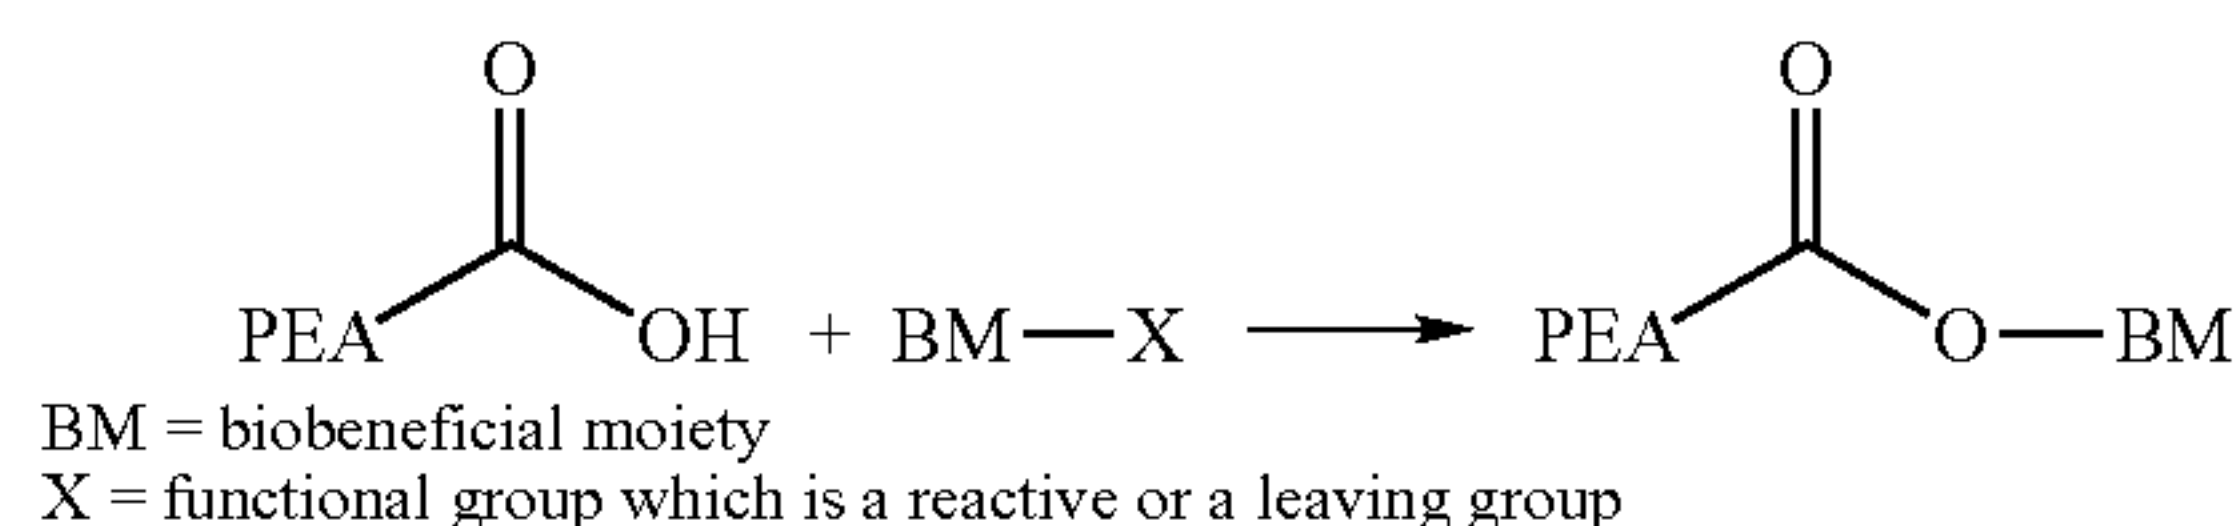 O O
PEA OH + BM—X PEA O—BM
BM = biobeneficial moiety
X = functional group which is a reactive or a leaving group